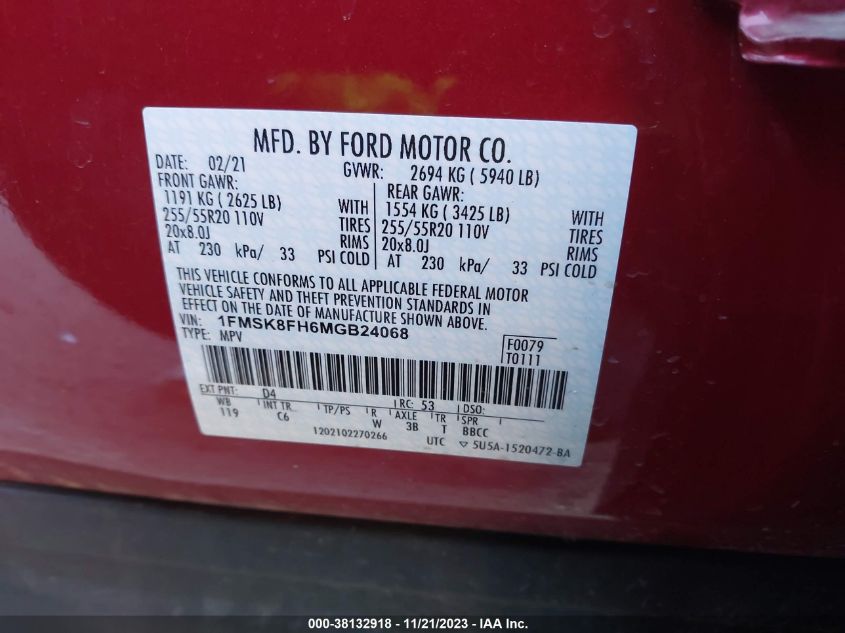 MFD. BY FORD MOTOR CO.
DATE: 02/21 GVWR: 2694 KG ( 5940 LB)
FRONT GAWR: REAR GAWR:
1191 KG ( 2625 LB) WITH 1554 KG ( 3425 LB) WITH
255/55R20 110V TIRES 255/55R20 110V TIRES
20x8.0J RIMS 20x8.0J RIMS
AT 230 kPa/ 33 PSI COLD AT 230 kPa/ 33 PSI COLD
THIS VEHICLE CONFORMS TO ALL APPLICABLE FEDERAL MOTOR
VEHICLE SAFETY AND THEFT PREVENTION STANDARDS IN
EFFECT ON THE DATE OF MANUFACTURE SHOWN ABOVE.
VIN: 1FMSK8FH6MGB24068
TYPE: MPV
F0079
T0111
EXT PNT: D4 RC: 53 DSO:
WB INT TR TP/PS R AXLE TR SPR
119 C6 W 3B T BBCC
1202102270266 UTC ▽ 5U5A-1520472-BA
000-38132918 - 11/21/2023 - IAA Inc.